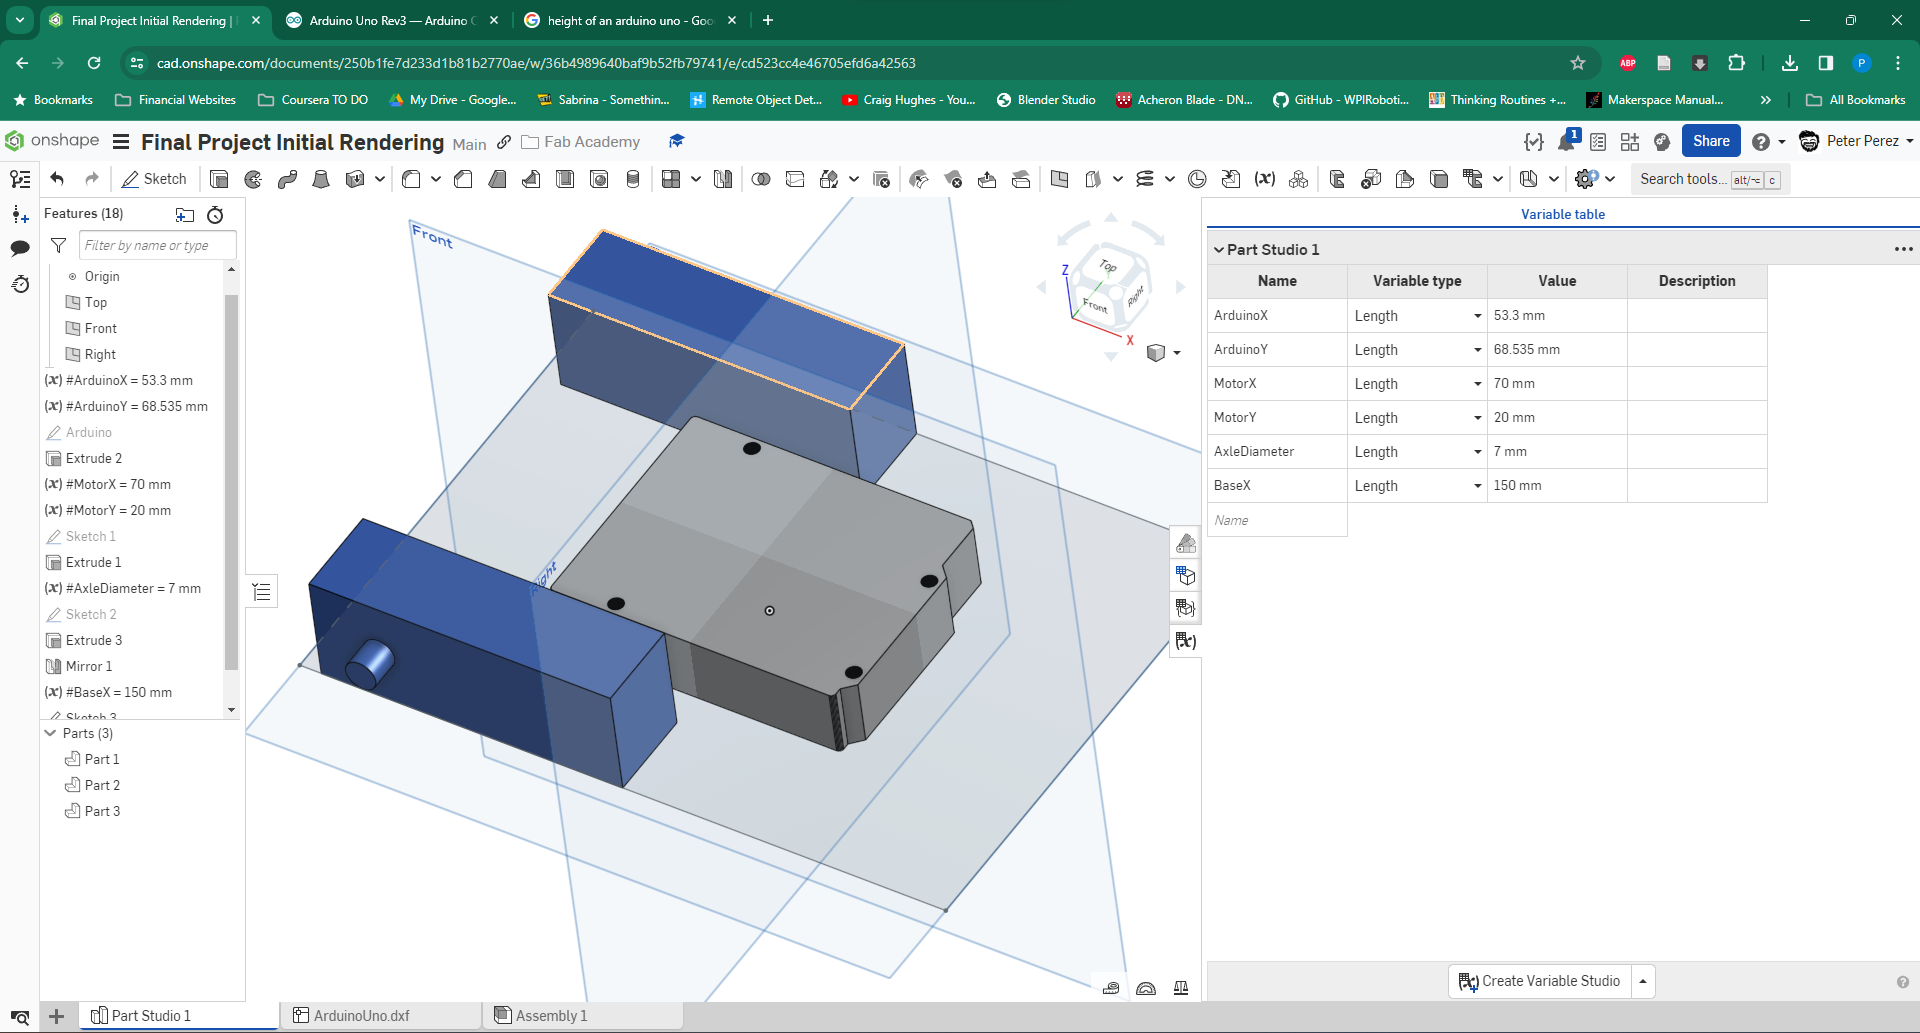 Final Project Initial Rendering |
Arduino Uno Rev3 — Arduino
height of an arduino uno - Goo
cad.onshape.com/documents/250b1fe7d233d1b81b2770ae/w/36b4989640baf9b52fb79741/e/cd523cc4e46705efd6a42563
ABP
P
Bookmarks
Financial Websites
Coursera TO DO
My Drive - Google...
Sabrina - Somethin...
Remote Object Det...
Craig Hughes - You...
Blender Studio
Acheron Blade - DN...
GitHub - WPIRoboti...
Thinking Routines +...
Makerspace Manual...
All Bookmarks
onshape
Final Project Initial Rendering
Main
Fab Academy
1
Share
Peter Perez
Sketch
(x)
Search tools...
alt/⌥
c
Features (18)
Filter by name or type
Origin
Top
Front
Right
(x) #ArduinoX = 53.3 mm
(x) #ArduinoY = 68.535 mm
Arduino
Extrude 2
(x) #MotorX = 70 mm
(x) #MotorY = 20 mm
Sketch 1
Extrude 1
(x) #AxleDiameter = 7 mm
Sketch 2
Extrude 3
Mirror 1
(x) #BaseX = 150 mm
Sketch 3
Parts (3)
Part 1
Part 2
Part 3
Front
Right
Z
Top
Front
Right
X
(x)
Variable table
Part Studio 1
Name Variable type Value Description
ArduinoX Length 53.3 mm
ArduinoY Length 68.535 mm
MotorX Length 70 mm
MotorY Length 20 mm
AxleDiameter Length 7 mm
BaseX Length 150 mm
Name
Create Variable Studio
Part Studio 1
ArduinoUno.dxf
Assembly 1